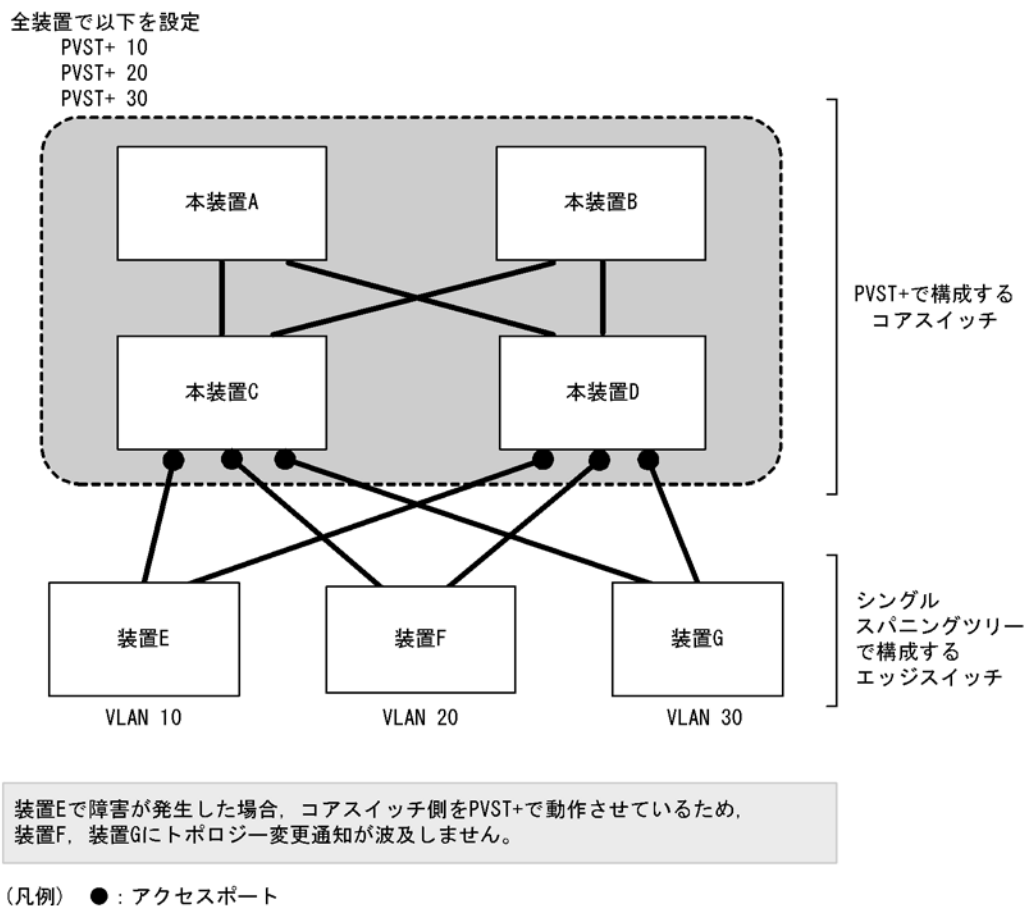 全装置で以下を設定
PVST+ 10
PVST+ 20
PVST+ 30
本装置A
本装置B
PVST+で構成する
コアスイッチ
本装置C
本装置D
装置E
装置F
装置G
シングル
スパニングツリー
で構成する
エッジスイッチ
VLAN 10
VLAN 20
VLAN 30
装置Eで障害が発生した場合，コアスイッチ側をPVST+で動作させているため，
装置F，装置Gにトポロジー変更通知が波及しません。
(凡例) ●：アクセスポート